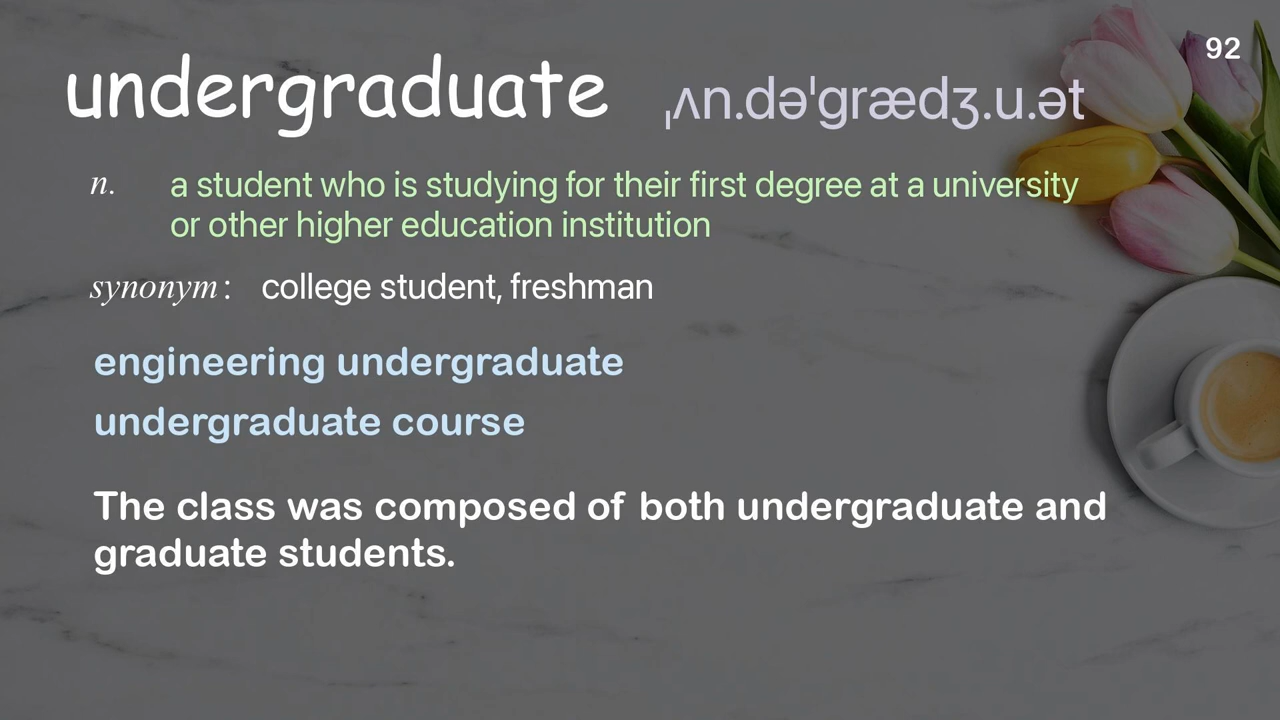 92
undergraduate ˌʌn.dəˈɡrædʒ.u.ət
n. a student who is studying for their first degree at a university
or other higher education institution
synonym: college student, freshman
engineering undergraduate
undergraduate course
The class was composed of both undergraduate and
graduate students.